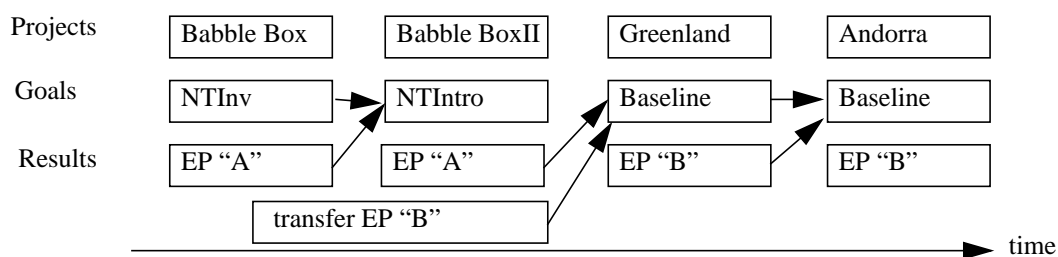 Projects Babble Box Babble BoxII Greenland Andorra
Goals NTInv NTIntro Baseline Baseline
Results EP “A” EP “A” EP “B” EP “B”
transfer EP “B”
time